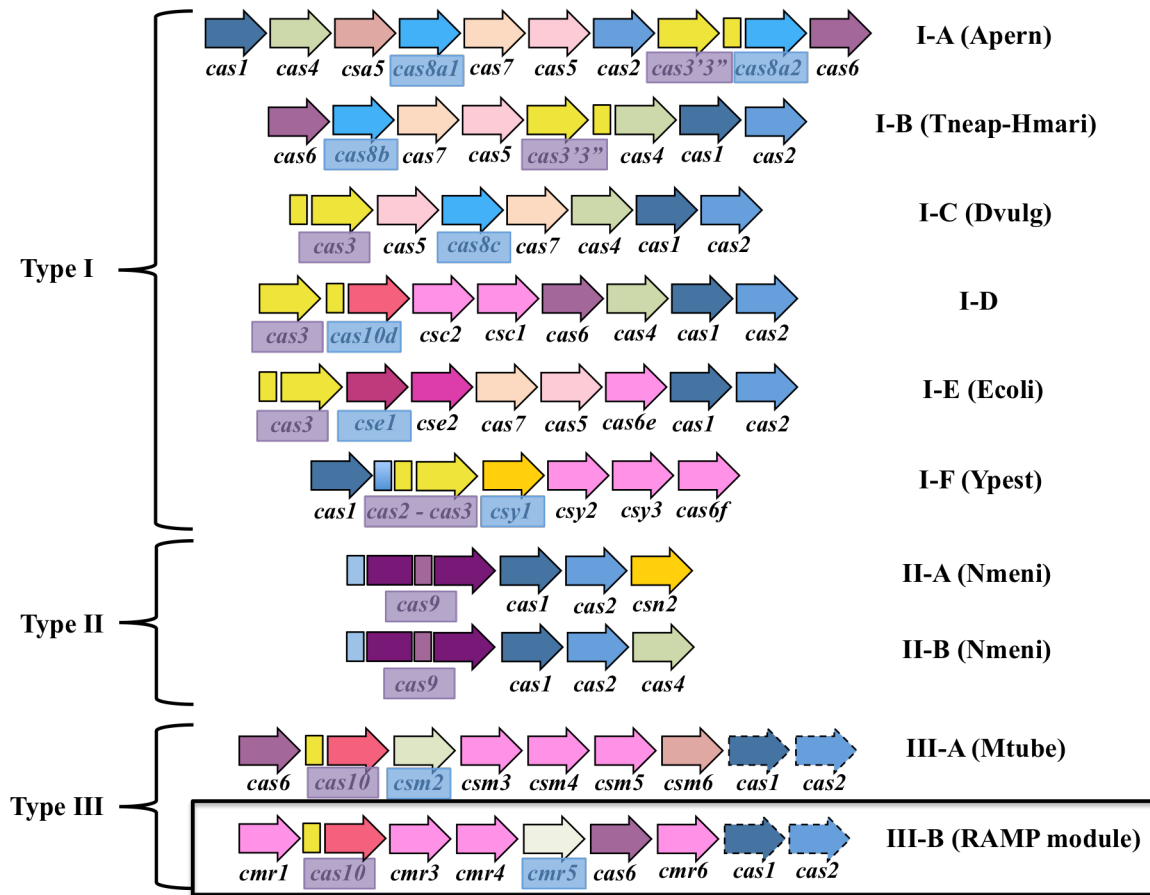 cas1 cas4 csa5 cas8a1 cas7 cas5 cas2 cas3’3” cas8a2 cas6 I-A (Apern)
cas6 cas8b cas7 cas5 cas3’3” cas4 cas1 cas2 I-B (Tneap-Hmari)
cas3 cas5 cas8c cas7 cas4 cas1 cas2 I-C (Dvulg)
Type I
cas3 cas10d csc2 csc1 cas6 cas4 cas1 cas2 I-D
cas3 cse1 cse2 cas7 cas5 cas6e cas1 cas2 I-E (Ecoli)
cas1 cas2 - cas3 csy1 csy2 csy3 cas6f I-F (Ypest)
cas9 cas1 cas2 csn2 II-A (Nmeni)
Type II
cas9 cas1 cas2 cas4 II-B (Nmeni)
cas6 cas10 csm2 csm3 csm4 csm5 csm6 cas1 cas2 III-A (Mtube)
Type III
cmr1 cas10 cmr3 cmr4 cmr5 cas6 cmr6 cas1 cas2 III-B (RAMP module)